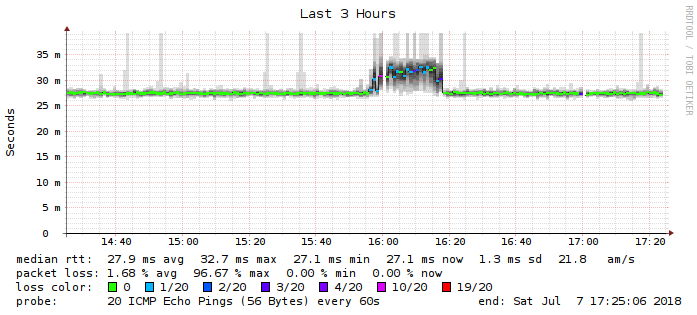 Last 3 Hours
RRDTOOL / TOBI OETIKER
Seconds
35 m
30 m
25 m
20 m
15 m
10 m
5 m
0
14:40 15:00 15:20 15:40 16:00 16:20 16:40 17:00 17:20
median rtt: 27.9 ms avg 32.7 ms max 27.1 ms min 27.1 ms now 1.3 ms sd 21.8 am/s
packet loss: 1.68 % avg 96.67 % max 0.00 % min 0.00 % now
loss color: 0 1/20 2/20 3/20 4/20 10/20 19/20
probe: 20 ICMP Echo Pings (56 Bytes) every 60s end: Sat Jul 7 17:25:06 2018